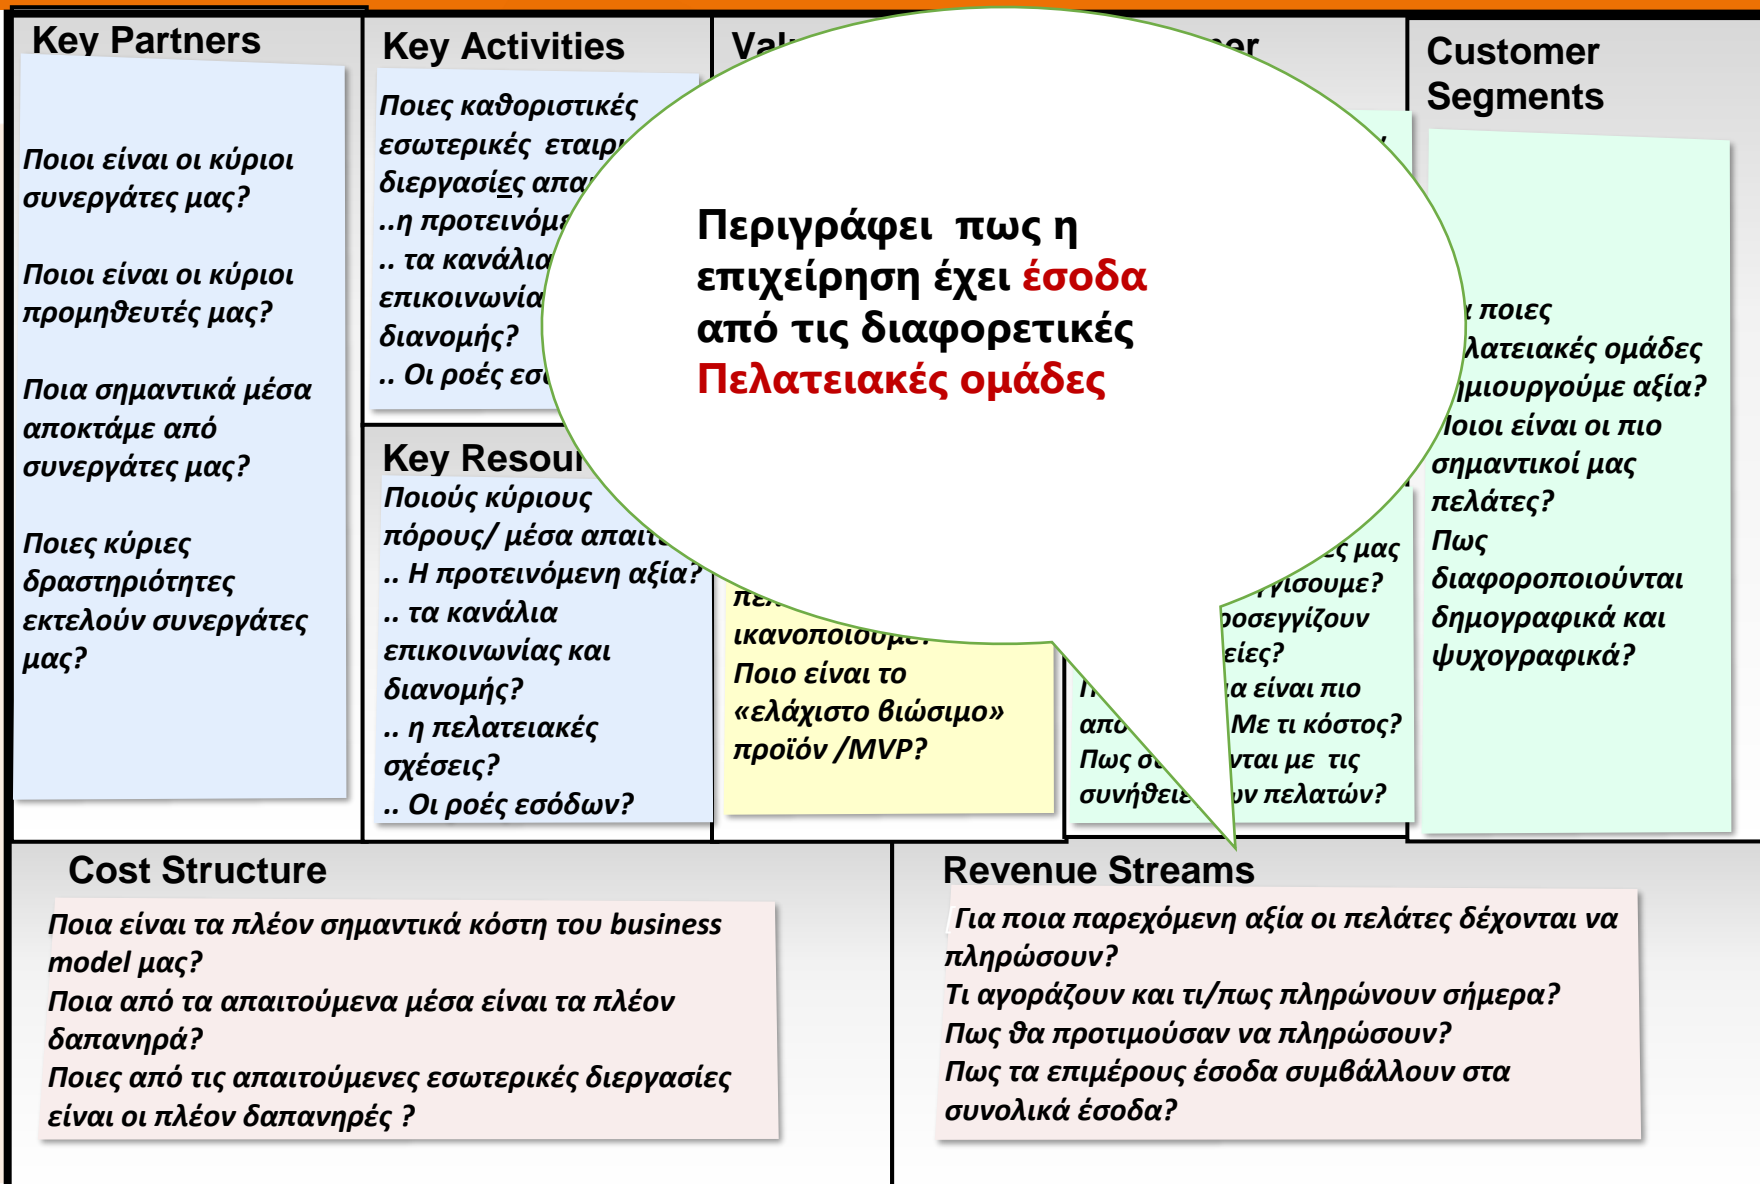 Key Partners
Ποιοι είναι οι κύριοι
συνεργάτες μας?
Ποιοι είναι οι κύριοι
προμηθευτές μας?
Ποια σημαντικά μέσα
αποκτάμε από
συνεργάτες μας?
Ποιες κύριες
δραστηριότητες
εκτελούν συνεργάτες
μας?
Key Activities
Ποιες καθοριστικές
εσωτερικές
διεργασίες
..η
.. τα κανάλια
επικοινωνία
διανομής?
.. Οι ροές
Key
Ποιούς κύριους
πόρους/ μέσα
.. Η προτεινόμενη αξία?
.. τα κανάλια
επικοινωνίας και
διανομής?
.. η πελατειακές
σχέσεις?
.. Οι ροές εσόδων?
Περιγράφει πως η
επιχείρηση έχει έσοδα
από τις διαφορετικές
Πελατειακές ομάδες
ικανοποιούμε?
Ποιο είναι το
«ελάχιστο βιώσιμο»
προϊόν /MVP?
μας
είναι πιο
Με τι κόστος?
Πως
με τις
πελατών?
Customer
Segments
ποιες
ομάδες
αξία?
είναι οι πιο
σημαντικοί μας
πελάτες?
Πως
διαφοροποιούνται
δημογραφικά και
ψυχογραφικά?
Cost Structure
Ποια είναι τα πλέον σημαντικά κόστη του business
model μας?
Ποια από τα απαιτούμενα μέσα είναι τα πλέον
δαπανηρά?
Ποιες από τις απαιτούμενες εσωτερικές διεργασίες
είναι οι πλέον δαπανηρές ?
Revenue Streams
Για ποια παρεχόμενη αξία οι πελάτες δέχονται να
πληρώσουν?
Τι αγοράζουν και τι/πως πληρώνουν σήμερα?
Πως θα προτιμούσαν να πληρώσουν?
Πως τα επιμέρους έσοδα συμβάλλουν στα
συνολικά έσοδα?